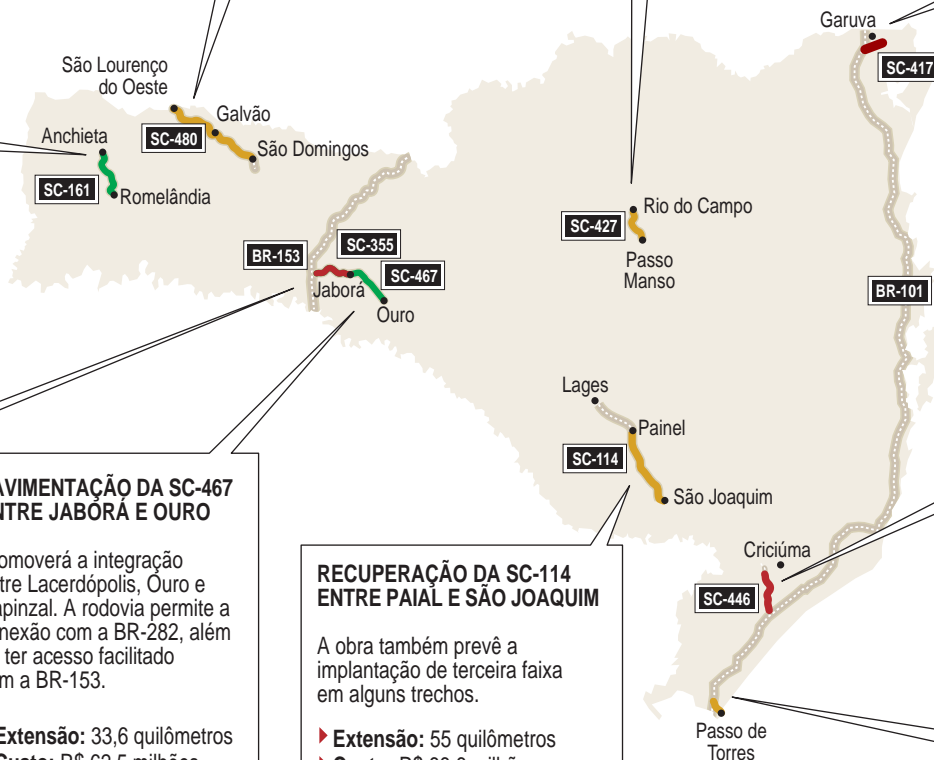 Garuva
SC-417
São Lourenço
do Oeste
Galvão
SC-480
São Domingos
Anchieta
SC-161
Romelândia
Rio do Campo
SC-427
Passo
Manso
BR-153
SC-355
SC-467
Jaborá
Ouro
BR-101
Lages
Painel
SC-114
São Joaquim
Criciúma
SC-446
Passo de
Torres
AVIMENTAÇÃO DA SC-467
NTRE JABORÁ E OURO
omoverá a integração
tre Lacerdópolis, Ouro e
apinzal. A rodovia permite a
nexão com a BR-282, além
ter acesso facilitado
m a BR-153.
Extensão: 33,6 quilômetros
RECUPERAÇÃO DA SC-114
ENTRE PAIAL E SÃO JOAQUIM
A obra também prevê a
implantação de terceira faixa
em alguns trechos.
Extensão: 55 quilômetros